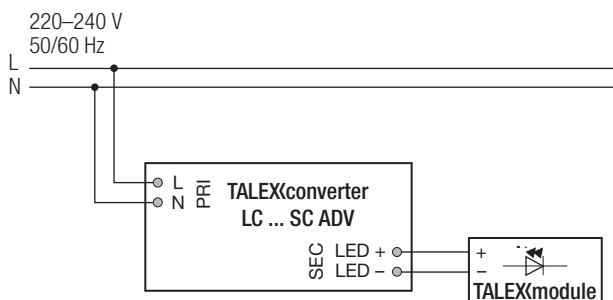 220–240 V
50/60 Hz
L
N
L
N
PRI
TALEXconverter
LC ... SC ADV
SEC
LED +
LED –
+
–
TALEXmodule